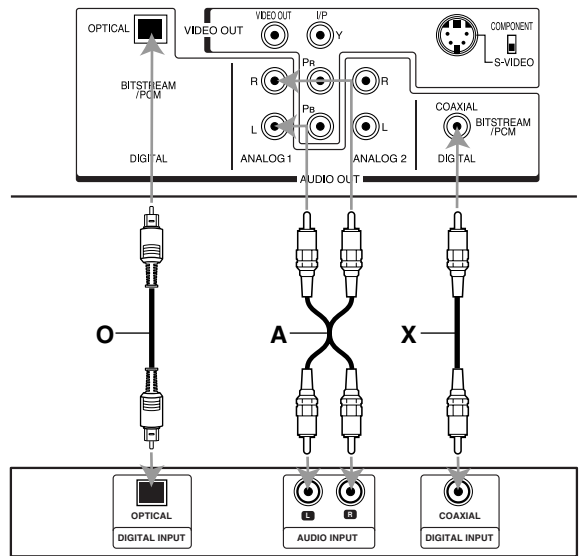 VIDEO OUT I/P COMPONENT
OPTICAL VIDEO OUT Y
S-VIDEO
BITSTREAM /PCM
R PR R
PB
L L
COAXIAL
BITSTREAM /PCM
DIGITAL ANALOG 1 ANALOG 2 DIGITAL
AUDIO OUT
O A X
L R
OPTICAL COAXIAL
DIGITAL INPUT AUDIO INPUT DIGITAL INPUT